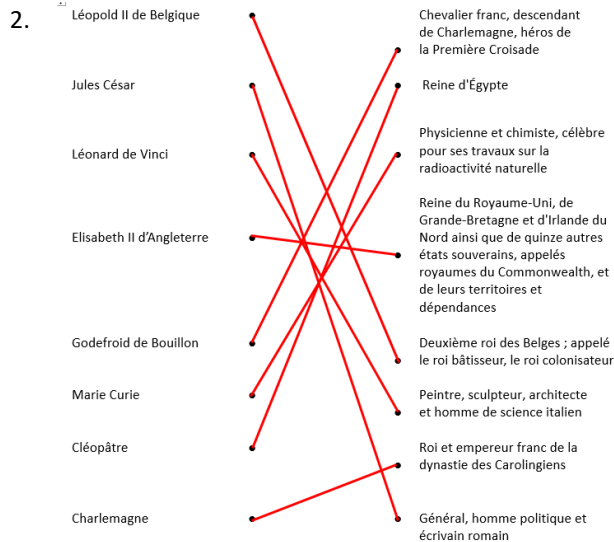 2.
Léopold II de Belgique
Jules César
Léonard de Vinci
Elisabeth II d’Angleterre
Godefroid de Bouillon
Marie Curie
Cléopâtre
Charlemagne
Chevalier franc, descendant
de Charlemagne, héros de
la Première Croisade
Reine d'Égypte
Physicienne et chimiste, célèbre
pour ses travaux sur la
radioactivité naturelle
Reine du Royaume-Uni, de
Grande-Bretagne et d'Irlande du
Nord ainsi que de quinze autres
états souverains, appelés
royaumes du Commonwealth, et
de leurs territoires et
dépendances
Deuxième roi des Belges ; appelé
le roi bâtisseur, le roi colonisateur
Peintre, sculpteur, architecte
et homme de science italien
Roi et empereur franc de la
dynastie des Carolingiens
Général, homme politique et
écrivain romain